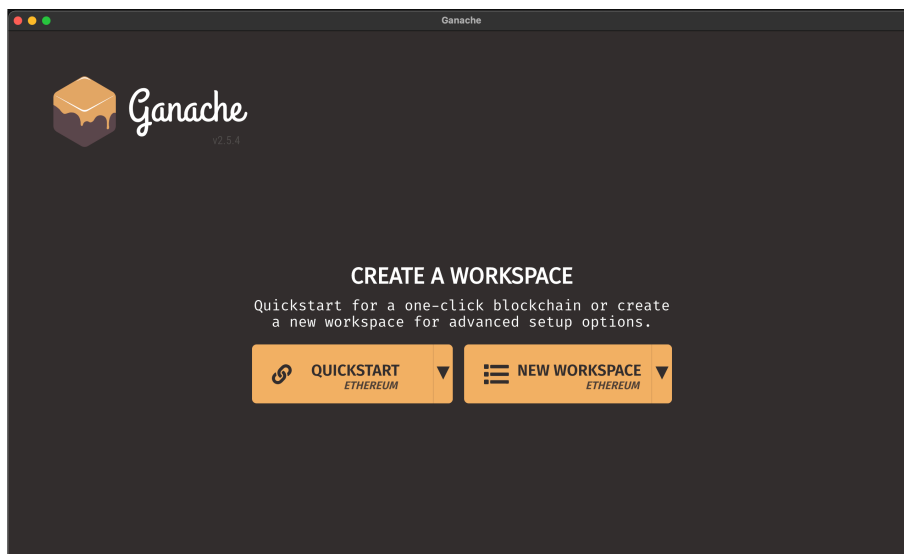 Ganache
Ganache
v2.5.4
CREATE A WORKSPACE
Quickstart for a one-click blockchain or create
a new workspace for advanced setup options.
QUICKSTART
ETHEREUM
NEW WORKSPACE
ETHEREUM